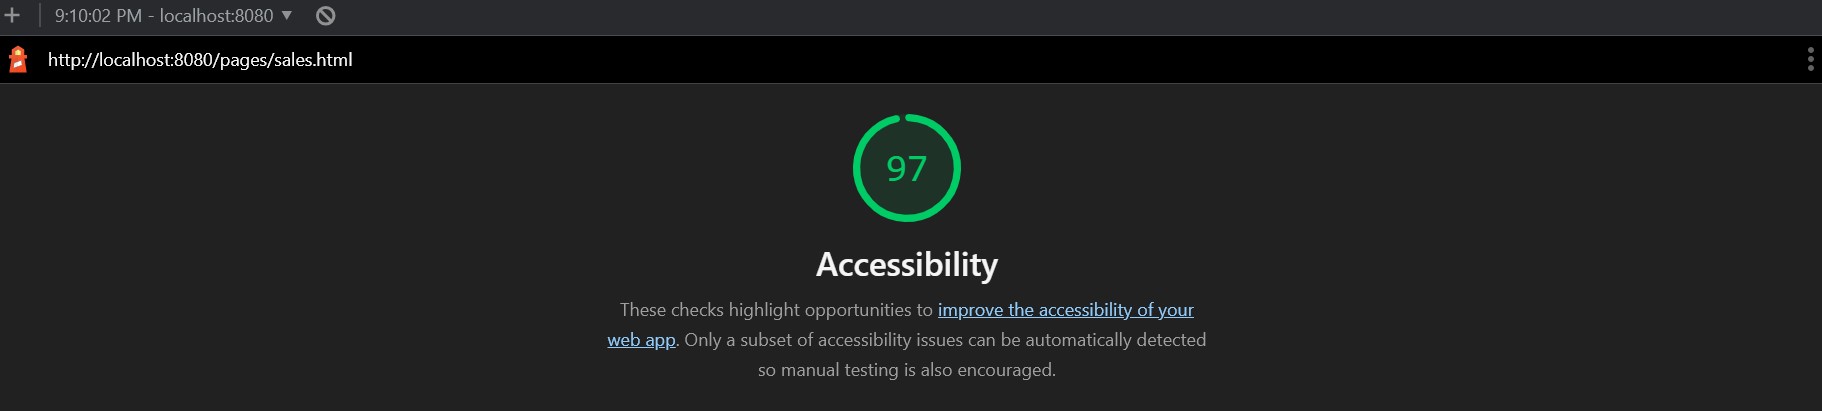 9:10:02 PM - localhost:8080
http://localhost:8080/pages/sales.html
97
Accessibility
These checks highlight opportunities to improve the accessibility of your
web app. Only a subset of accessibility issues can be automatically detected
so manual testing is also encouraged.